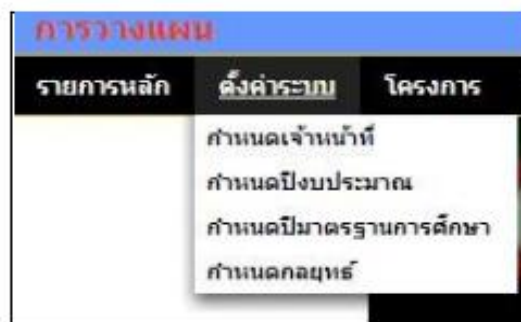 การวางแผน
รายการหลัก ตั้งค่าระบบ โครงการ
กำหนดเจ้าหน้าที่
กำหนดปีงบประมาณ
กำหนดปีมาตรฐานการศึกษา
กำหนดกลยุทธ์